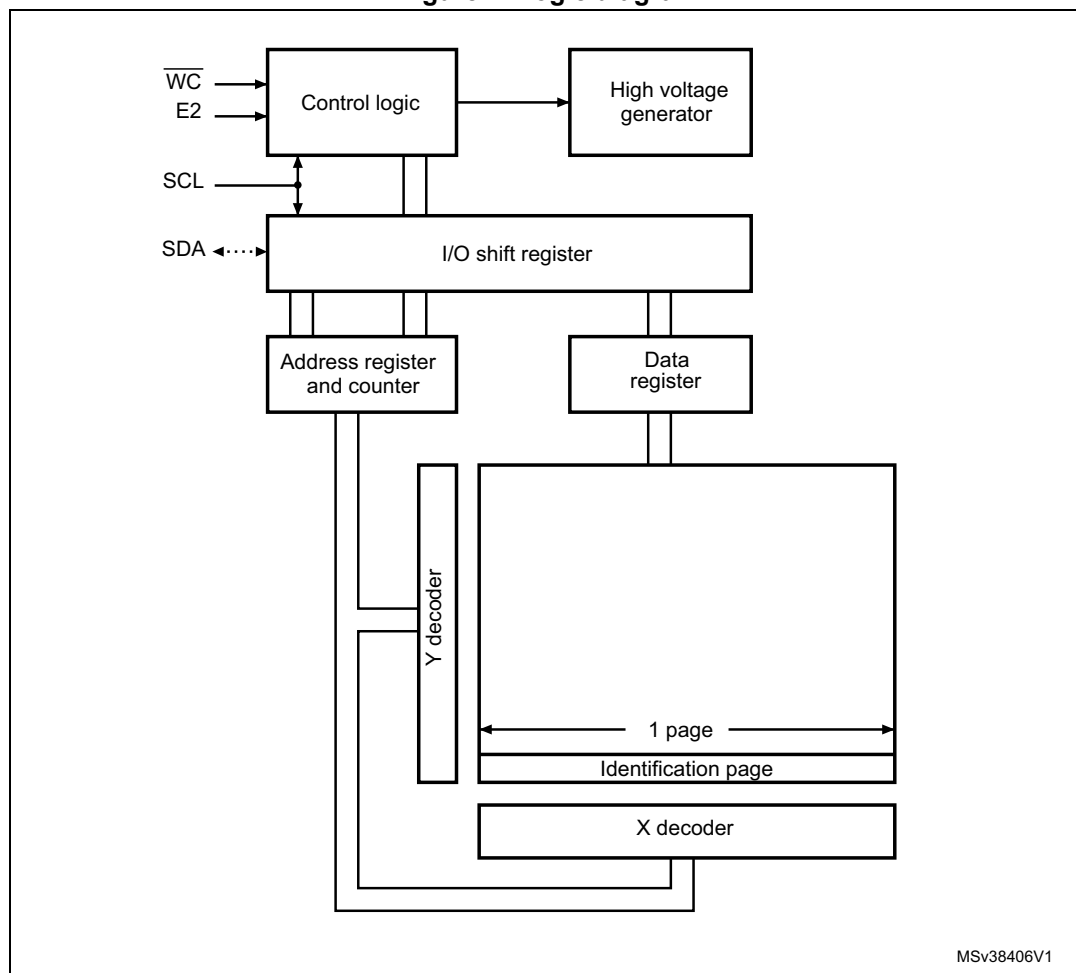 W̅C̅
E2
Control logic
High voltage
generator
SCL
SDA
I/O shift register
Address register
and counter
Data
register
Y decoder
1 page
Identification page
X decoder
MSv38406V1